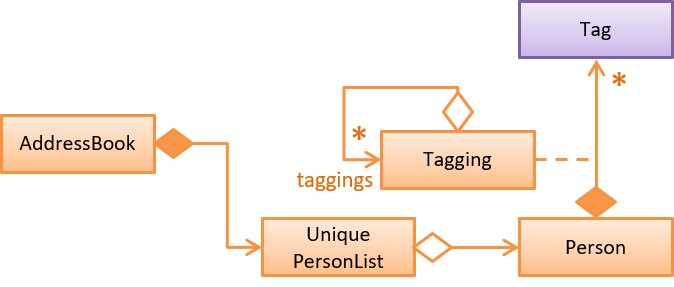 Tag
*
AddressBook
*
Tagging
taggings
Unique
PersonList
Person